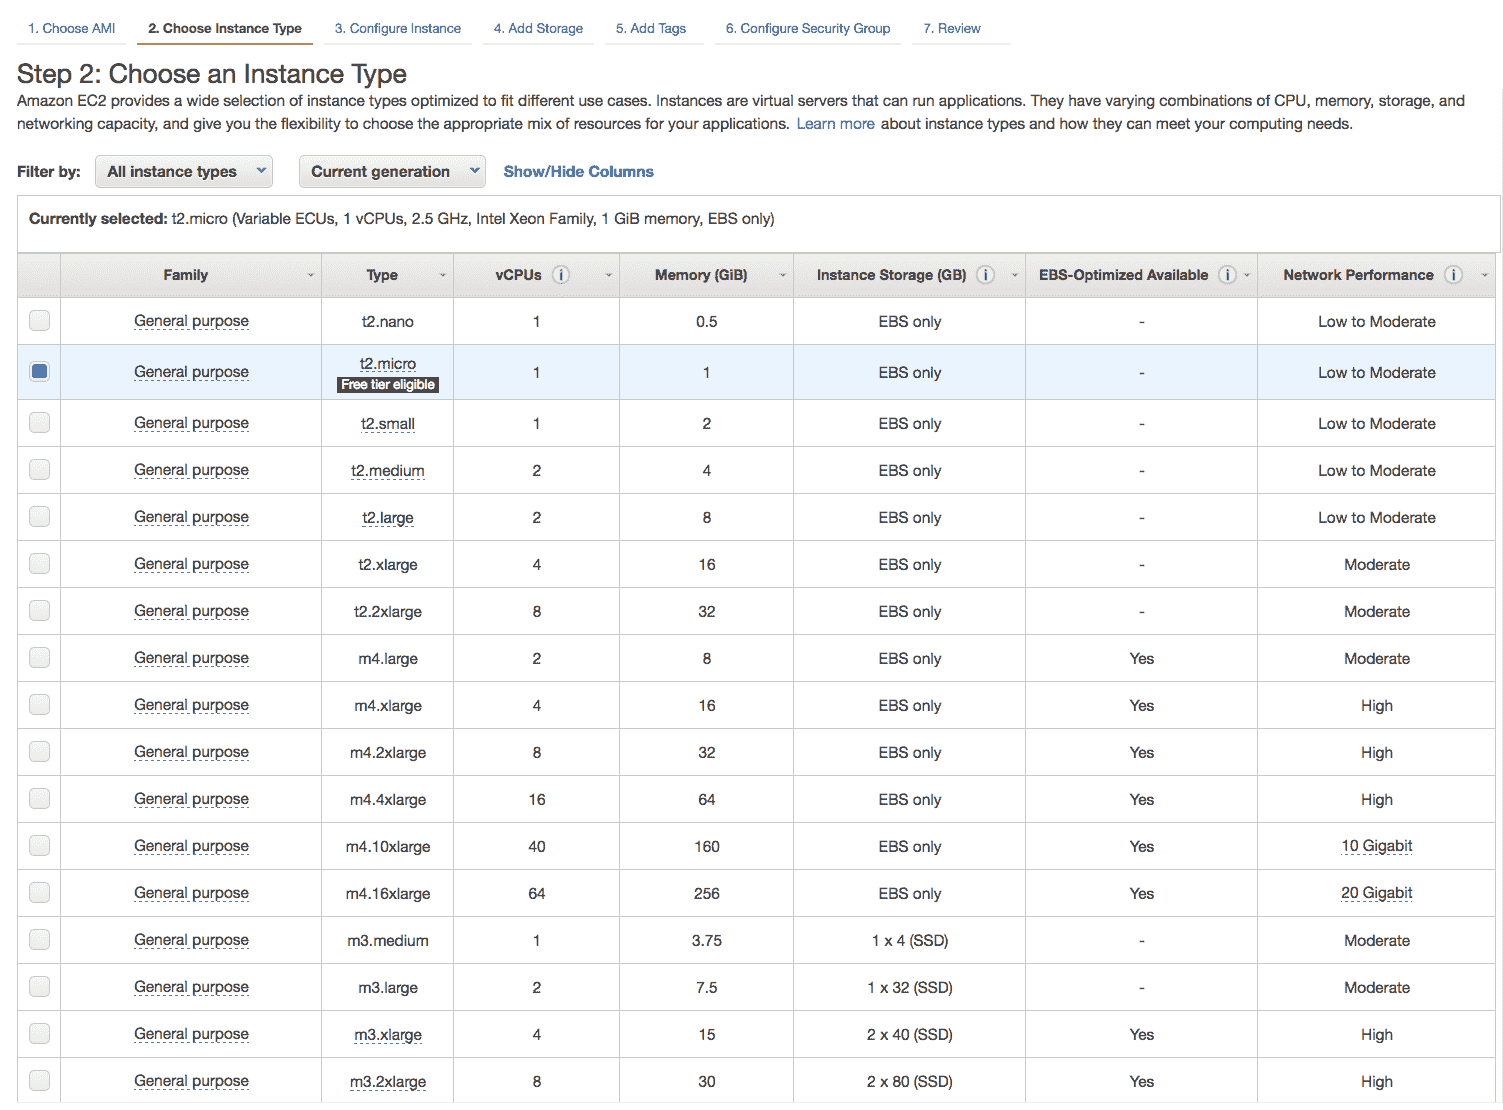 1. Choose AMI 2. Choose Instance Type 3. Configure Instance 4. Add Storage 5. Add Tags 6. Configure Security Group 7. Review
Step 2: Choose an Instance Type
Amazon EC2 provides a wide selection of instance types optimized to fit different use cases. Instances are virtual servers that can run applications. They have varying combinations of CPU, memory, storage, and
networking capacity, and give you the flexibility to choose the appropriate mix of resources for your applications. Learn more about instance types and how they can meet your computing needs.
Filter by: All instance types Current generation Show/Hide Columns
Currently selected: t2.micro (Variable ECUs, 1 vCPUs, 2.5 GHz, Intel Xeon Family, 1 GiB memory, EBS only)
Family Type vCPUs i Memory (GiB) Instance Storage (GB) i EBS-Optimized Available i Network Performance i
General purpose t2.nano 1 0.5 EBS only - Low to Moderate
General purpose t2.micro 1 1 EBS only - Low to Moderate
Free tier eligible
General purpose t2.small 1 2 EBS only - Low to Moderate
General purpose t2.medium 2 4 EBS only - Low to Moderate
General purpose t2.large 2 8 EBS only - Low to Moderate
General purpose t2.xlarge 4 16 EBS only - Moderate
General purpose t2.2xlarge 8 32 EBS only - Moderate
General purpose m4.large 2 8 EBS only Yes Moderate
General purpose m4.xlarge 4 16 EBS only Yes High
General purpose m4.2xlarge 8 32 EBS only Yes High
General purpose m4.4xlarge 16 64 EBS only Yes High
General purpose m4.10xlarge 40 160 EBS only Yes 10 Gigabit
General purpose m4.16xlarge 64 256 EBS only Yes 20 Gigabit
General purpose m3.medium 1 3.75 1 x 4 (SSD) - Moderate
General purpose m3.large 2 7.5 1 x 32 (SSD) - Moderate
General purpose m3.xlarge 4 15 2 x 40 (SSD) Yes High
General purpose m3.2xlarge 8 30 2 x 80 (SSD) Yes High